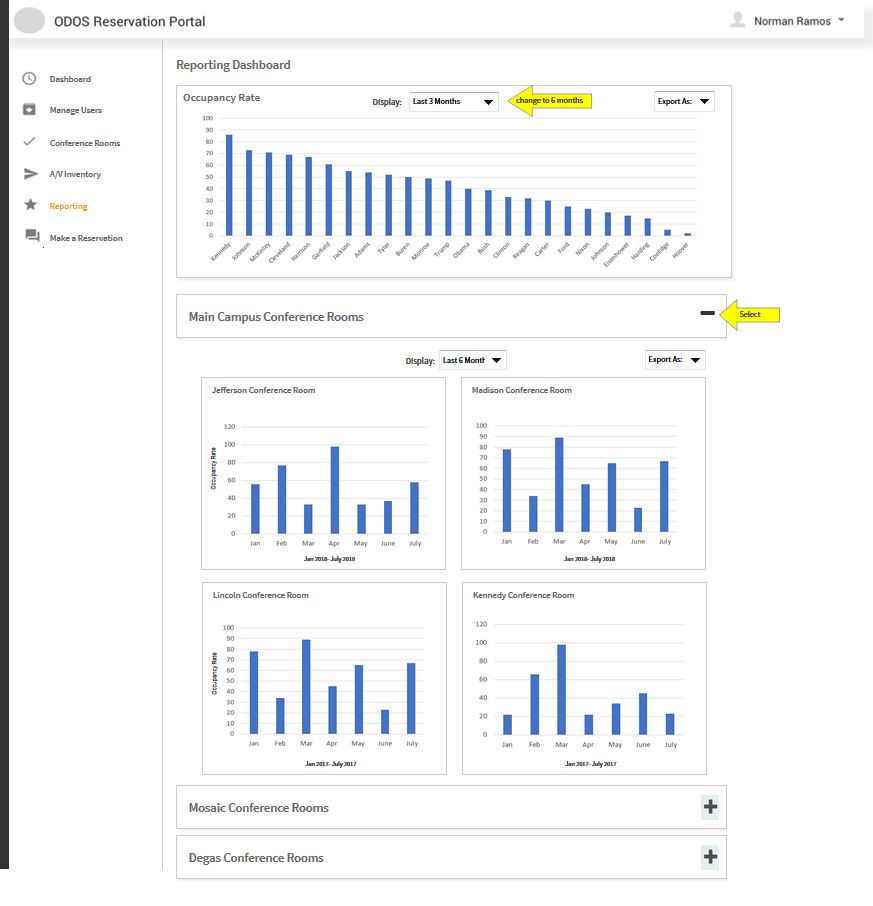 ODOS Reservation Portal
Norman Ramos
Dashboard
Manage Users
Conference Rooms
A/V Inventory
Reporting
Make a Reservation
Reporting Dashboard
Occupancy Rate
Display:
Last 3 Months
change to 6 months
Export As:
100
90
80
70
60
50
40
30
20
10
0
Kennedy
Johnson
McKinley
Cleveland
Harrison
Garfield
Jackson
Adams
Tyler
Buren
Monroe
Trump
Obama
Bush
Clinton
Reagan
Carter
Ford
Nixon
Johnson
Eisenhower
Harding
Coolidge
Hoover
Main Campus Conference Rooms
Select
Display:
Last 6 Mont
Export As:
Jefferson Conference Room
Occupancy Rate
120
100
80
60
40
20
0
Jan Feb Mar Apr May June July
Jan 2018- July 2018
Madison Conference Room
100
90
80
70
60
50
40
30
20
10
0
Jan Feb Mar Apr May June July
Jan 2018- July 2018
Lincoln Conference Room
Occupancy Rate
100
90
80
70
60
50
40
30
20
10
0
Jan Feb Mar Apr May June July
Jan 2017- July 2017
Kennedy Conference Room
120
100
80
60
40
20
0
Jan Feb Mar Apr May June July
Jan 2017- July 2017
Mosaic Conference Rooms
Degas Conference Rooms